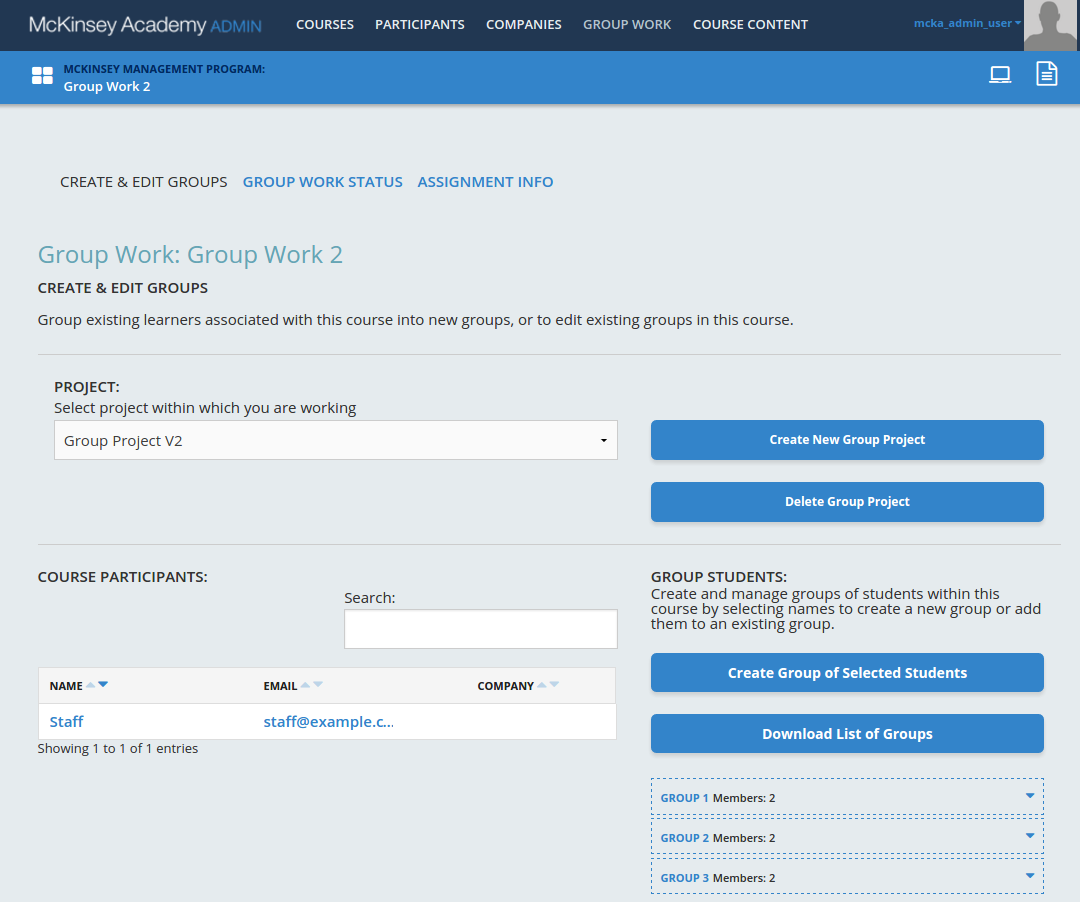 McKinsey Academy ADMIN COURSES PARTICIPANTS COMPANIES GROUP WORK COURSE CONTENT mcka_admin_user
MCKINSEY MANAGEMENT PROGRAM:
Group Work 2
CREATE & EDIT GROUPS GROUP WORK STATUS ASSIGNMENT INFO
Group Work: Group Work 2
CREATE & EDIT GROUPS
Group existing learners associated with this course into new groups, or to edit existing groups in this course.
PROJECT:
Select project within which you are working
Group Project V2
Create New Group Project
Delete Group Project
COURSE PARTICIPANTS:
Search:
NAME EMAIL COMPANY
Staff staff@example.c...
Showing 1 to 1 of 1 entries
GROUP STUDENTS:
Create and manage groups of students within this
course by selecting names to create a new group or add
them to an existing group.
Create Group of Selected Students
Download List of Groups
GROUP 1 Members: 2
GROUP 2 Members: 2
GROUP 3 Members: 2